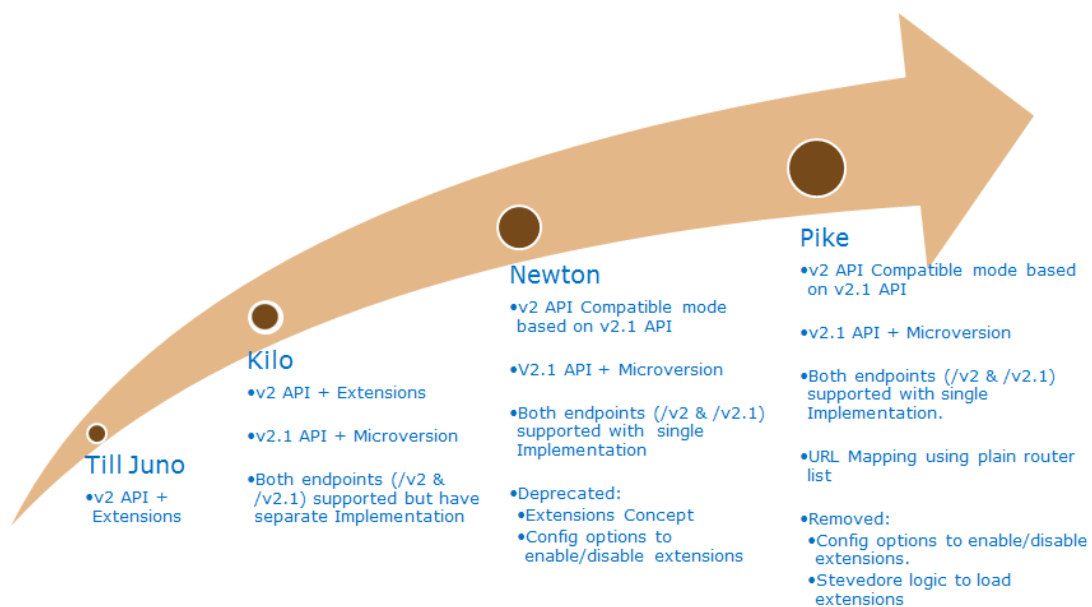 Till Juno
•v2 API +
Extensions
Kilo
•v2 API + Extensions
•v2.1 API + Microversion
•Both endpoints (/v2 &
/v2.1) supported but have
separate Implementation
Newton
•v2 API Compatible mode
based on v2.1 API
•V2.1 API + Microversion
•Both endpoints (/v2 & /v2.1)
supported with single
Implementation
•Deprecated:
•Extensions Concept
•Config options to
enable/disable extensions
Pike
•v2 API Compatible mode based
on v2.1 API
•v2.1 API + Microversion
•Both endpoints (/v2 & /v2.1)
supported with single
Implementation.
•URL Mapping using plain router
list
•Removed:
•Config options to enable/disable
extensions.
•Stevedore logic to load
extensions